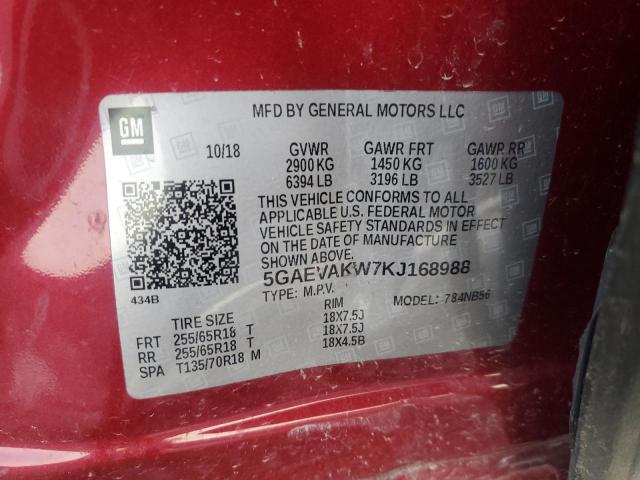 GM
MFD BY GENERAL MOTORS LLC
10/18 GVWR GAWR FRT GAWR RR
2900 KG 1450 KG 1600 KG
6394 LB 3196 LB 3527 LB
THIS VEHICLE CONFORMS TO ALL
APPLICABLE U.S. FEDERAL MOTOR
VEHICLE SAFETY STANDARDS IN EFFECT
ON THE DATE OF MANUFACTURE
SHOWN ABOVE.
5GAEVAKW7KJ168988
434B TYPE: M.P.V. MODEL: 784NB56
TIRE SIZE RIM
FRT 255/65R18 T 18X7.5J
RR 255/65R18 T 18X7.5J
SPA T135/70R18 M 18X4.5B